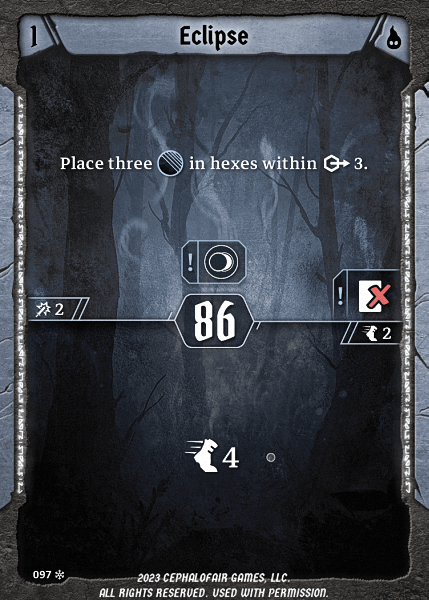 1 Eclipse
Place three in hexes within 3.
!
!
2
86
2
4
097
2023 CEPHALOFAIR GAMES, LLC.
ALL RIGHTS RESERVED. USED WITH PERMISSION.